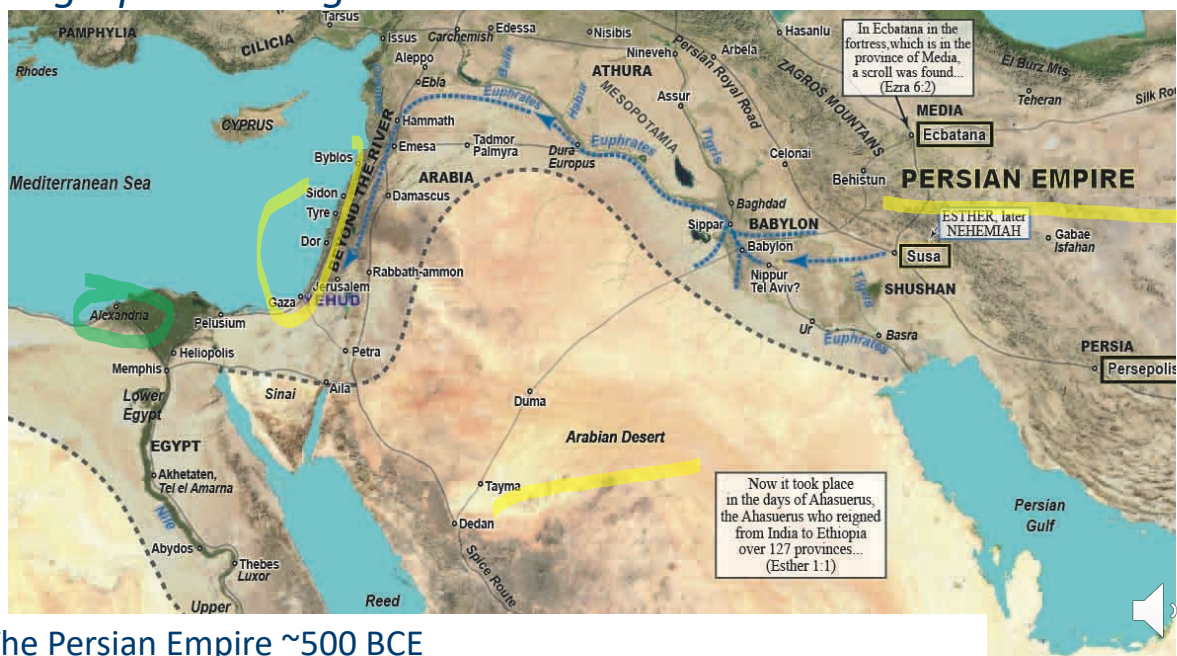 PAMPHYLIA
CILICIA
Tarsus
Issus
Carchemish
Edessa
Nisibis
Hasanlu
In Ecbatana in the
fortress,which is in the
province of Media,
a scroll was found...
(Ezra 6:2)
Rhodes
Aleppo
Ebla
Balik
Habur
ATHURA
MESOPOTAMIA
Nineveh
Arbela
Persian Royal Road
ZAGROS MOUNTAINS
El Burz Mts.
Teheran
Silk
Assur
MEDIA
Ecbatana
CYPRUS
Euphrates
Hammath
Emesa
Tadmor
Palmyra
Dura
Europus
Euphrates
Tigris
Celonai
Behistun
PERSIAN EMPIRE
Byblos
BEYOND THE RIVER
Mediterranean Sea
Sidon
Tyre
Damascus
ARABIA
Baghdad
Sippar
BABYLON
Babylon
ESTHER, later
NEHEMIAH
Gabae
Isfahan
Susa
Dor
Rabbath-ammon
Jerusalem
Nippur
Tel Aviv?
Tigris
SHUSHAN
Gaza
YEHUD
Alexandria
Pelusium
Ur
Basra
Euphrates
Heliopolis
Memphis
Petra
PERSIA
Persepolis
Lower
Egypt
Sinai
Aila
Duma
EGYPT
Arabian Desert
Akhetaten,
Tel el Amarna
Tayma
Now it took place
in the days of Ahasuerus,
the Ahasuerus who reigned
from India to Ethiopia
over 127 provinces...
(Esther 1:1)
Persian
Gulf
Nile
Dedan
Abydos
Thebes
Luxor
Spice Route
Upper
Reed
he Persian Empire ~500 BCE